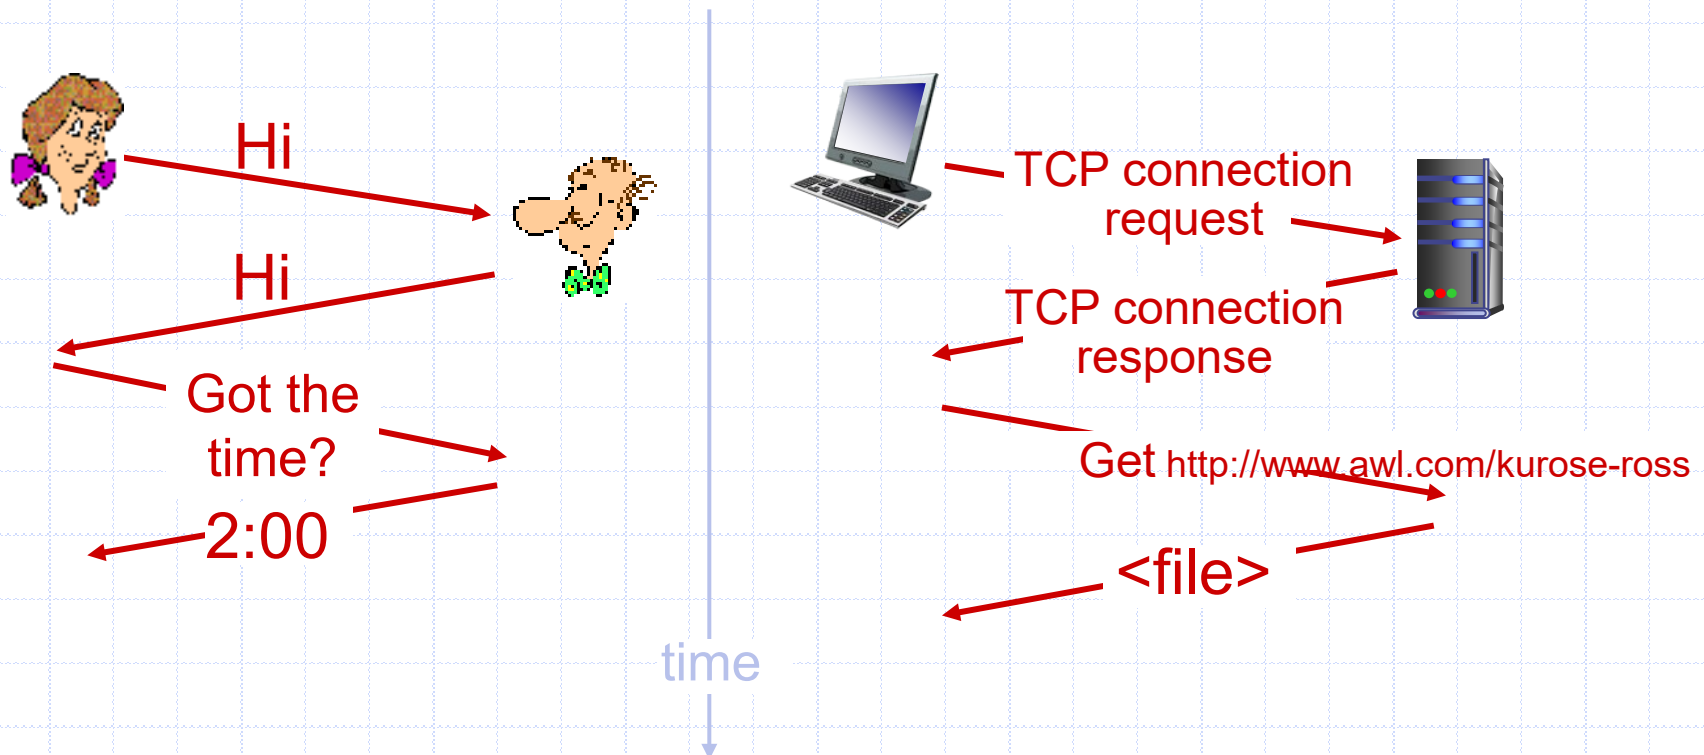 Hi
Hi
Got the
time?
2:00
TCP connection
request
TCP connection
response
Get http://www.awl.com/kurose-ross
<file>
time